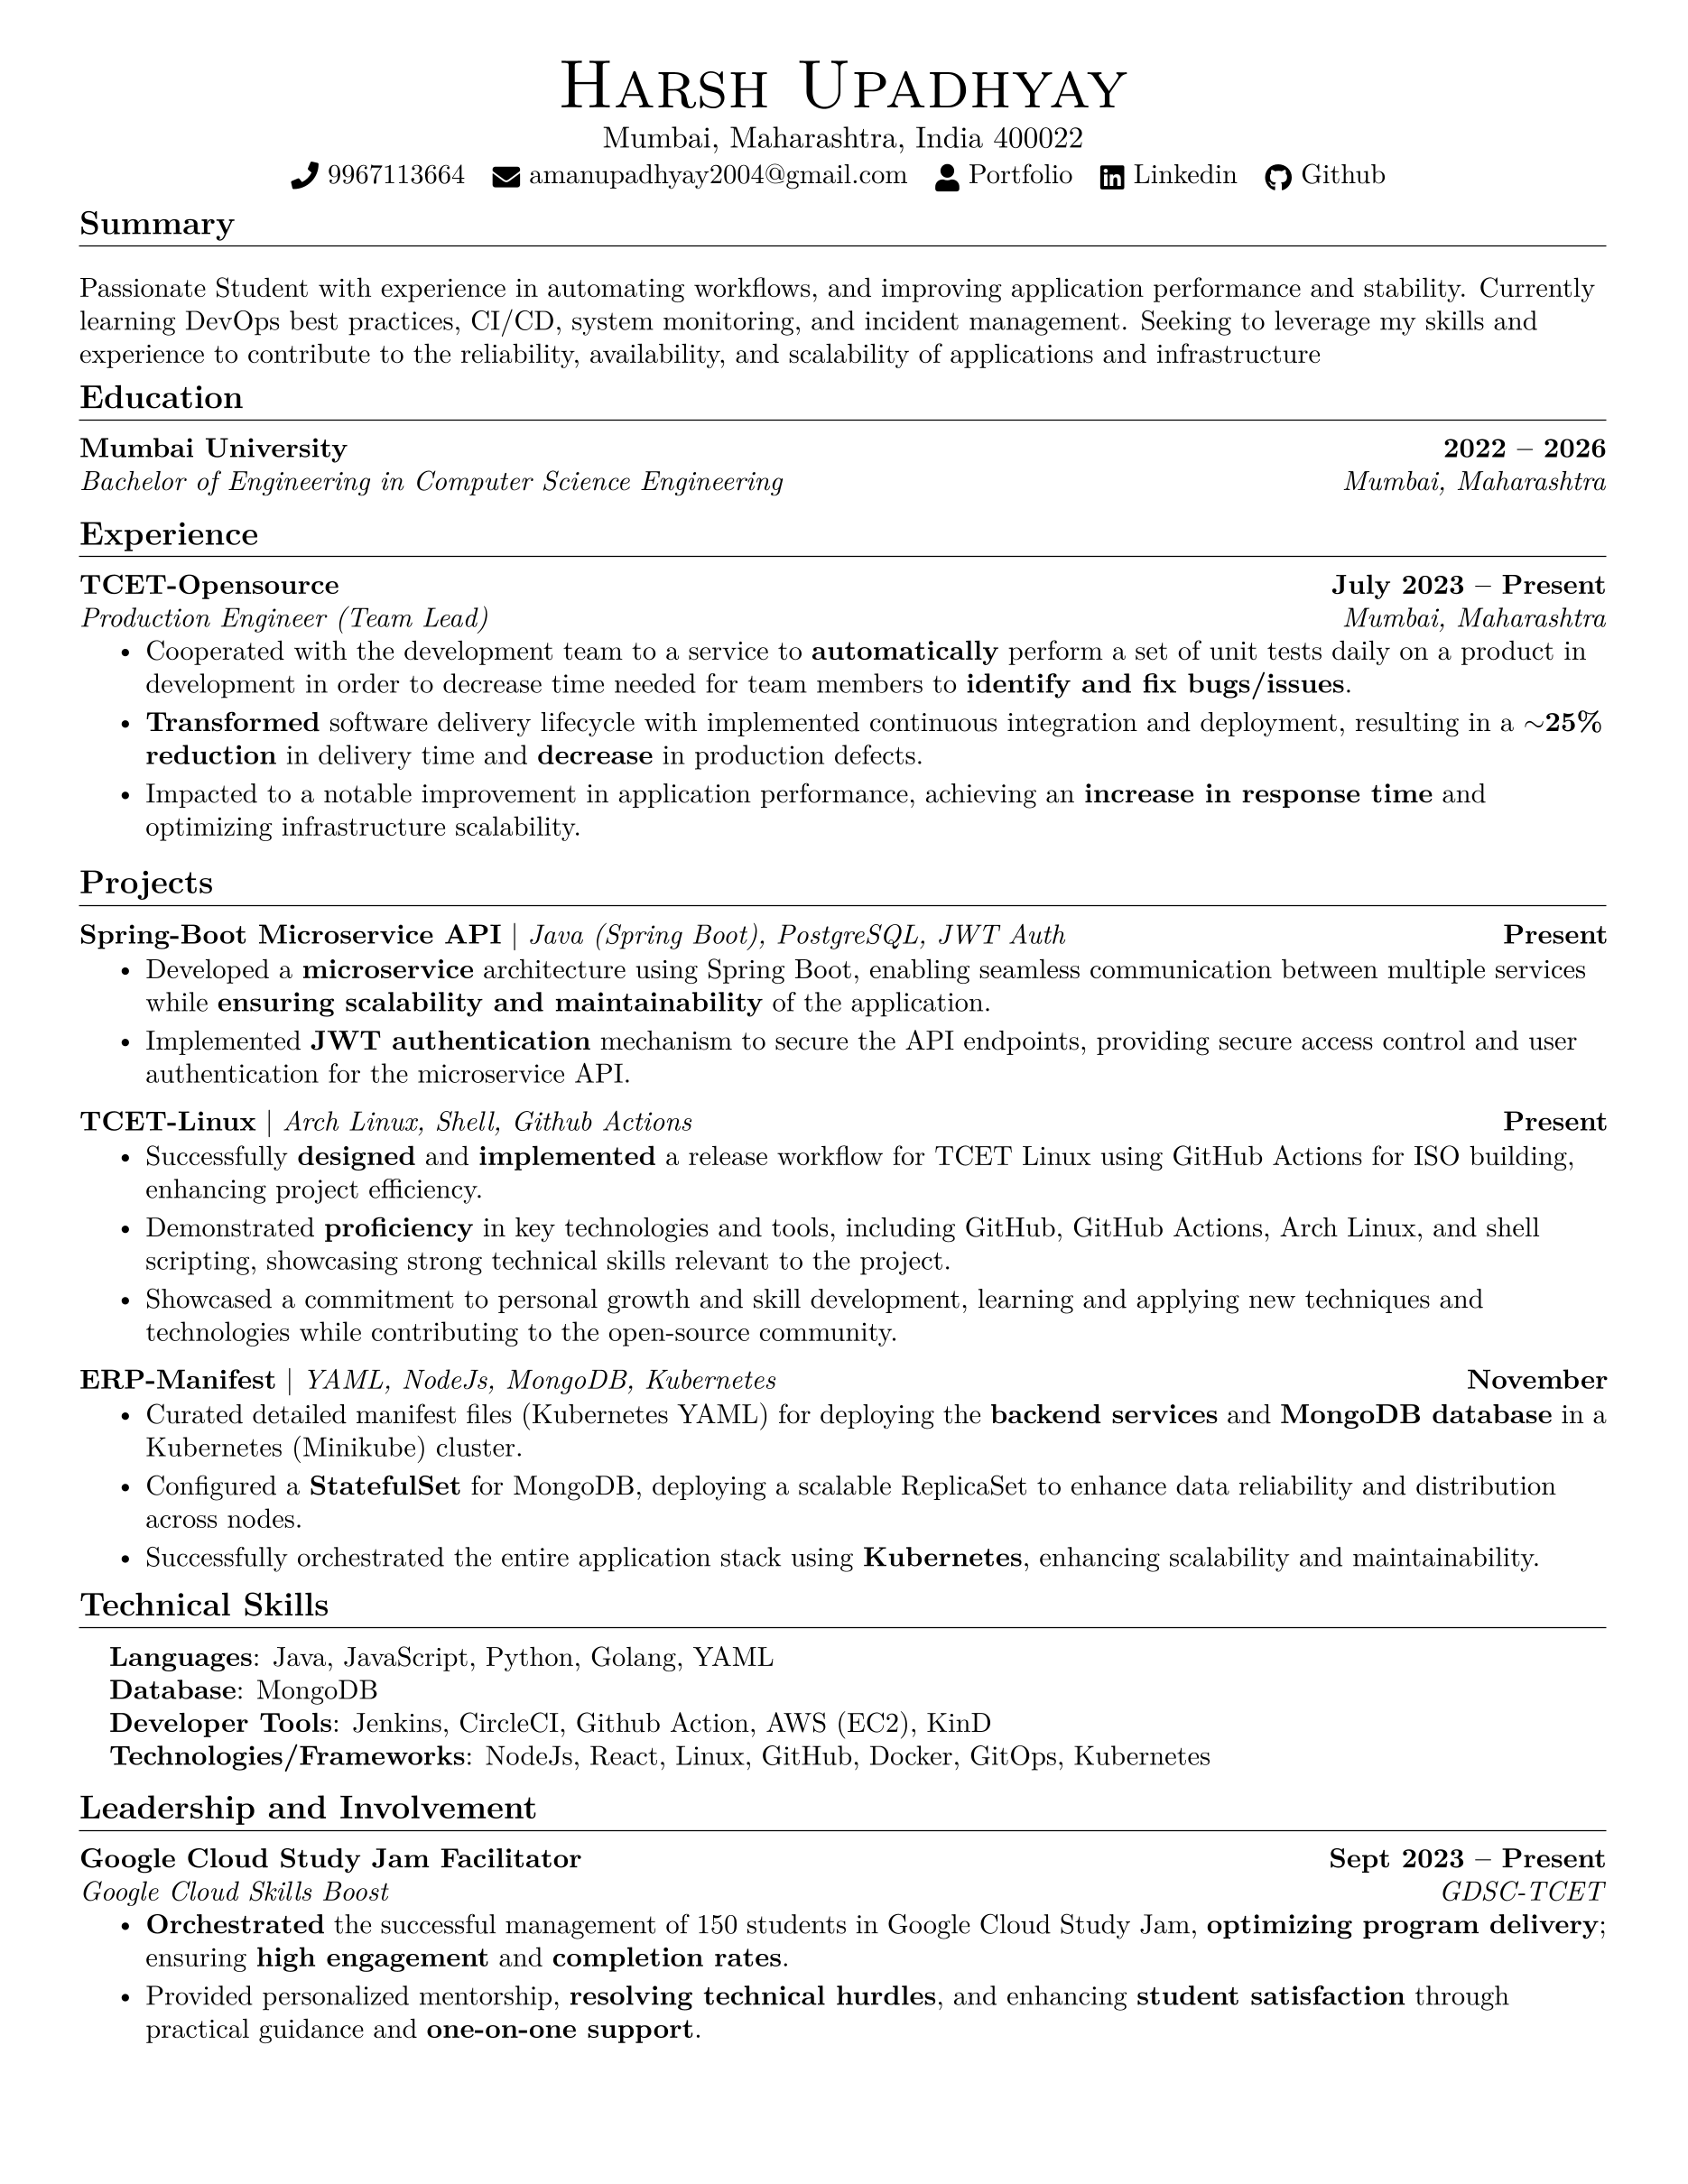 Harsh Upadhyay
Mumbai, Maharashtra, India 400022
9967113664 amanupadhyay2004@gmail.com Portfolio Linkedin Github
Summary
Passionate Student with experience in automating workflows, and improving application performance and stability. Currently
learning DevOps best practices, CI/CD, system monitoring, and incident management. Seeking to leverage my skills and
experience to contribute to the reliability, availability, and scalability of applications and infrastructure
Education
Mumbai University 2022 – 2026
Bachelor of Engineering in Computer Science Engineering Mumbai, Maharashtra
Experience
TCET-Opensource July 2023 – Present
Production Engineer (Team Lead) Mumbai, Maharashtra
• Cooperated with the development team to a service to automatically perform a set of unit tests daily on a product in
development in order to decrease time needed for team members to identify and fix bugs/issues.
• Transformed software delivery lifecycle with implemented continuous integration and deployment, resulting in a ~25%
reduction in delivery time and decrease in production defects.
• Impacted to a notable improvement in application performance, achieving an increase in response time and
optimizing infrastructure scalability.
Projects
Spring-Boot Microservice API | Java (Spring Boot), PostgreSQL, JWT Auth Present
• Developed a microservice architecture using Spring Boot, enabling seamless communication between multiple services
while ensuring scalability and maintainability of the application.
• Implemented JWT authentication mechanism to secure the API endpoints, providing secure access control and user
authentication for the microservice API.
TCET-Linux | Arch Linux, Shell, Github Actions Present
• Successfully designed and implemented a release workflow for TCET Linux using GitHub Actions for ISO building,
enhancing project efficiency.
• Demonstrated proficiency in key technologies and tools, including GitHub, GitHub Actions, Arch Linux, and shell
scripting, showcasing strong technical skills relevant to the project.
• Showcased a commitment to personal growth and skill development, learning and applying new techniques and
technologies while contributing to the open-source community.
ERP-Manifest | YAML, NodeJs, MongoDB, Kubernetes November
• Curated detailed manifest files (Kubernetes YAML) for deploying the backend services and MongoDB database in a
Kubernetes (Minikube) cluster.
• Configured a StatefulSet for MongoDB, deploying a scalable ReplicaSet to enhance data reliability and distribution
across nodes.
• Successfully orchestrated the entire application stack using Kubernetes, enhancing scalability and maintainability.
Technical Skills
Languages: Java, JavaScript, Python, Golang, YAML
Database: MongoDB
Developer Tools: Jenkins, CircleCI, Github Action, AWS (EC2), KinD
Technologies/Frameworks: NodeJs, React, Linux, GitHub, Docker, GitOps, Kubernetes
Leadership and Involvement
Google Cloud Study Jam Facilitator Sept 2023 – Present
Google Cloud Skills Boost GDSC-TCET
• Orchestrated the successful management of 150 students in Google Cloud Study Jam, optimizing program delivery;
ensuring high engagement and completion rates.
• Provided personalized mentorship, resolving technical hurdles, and enhancing student satisfaction through
practical guidance and one-on-one support.